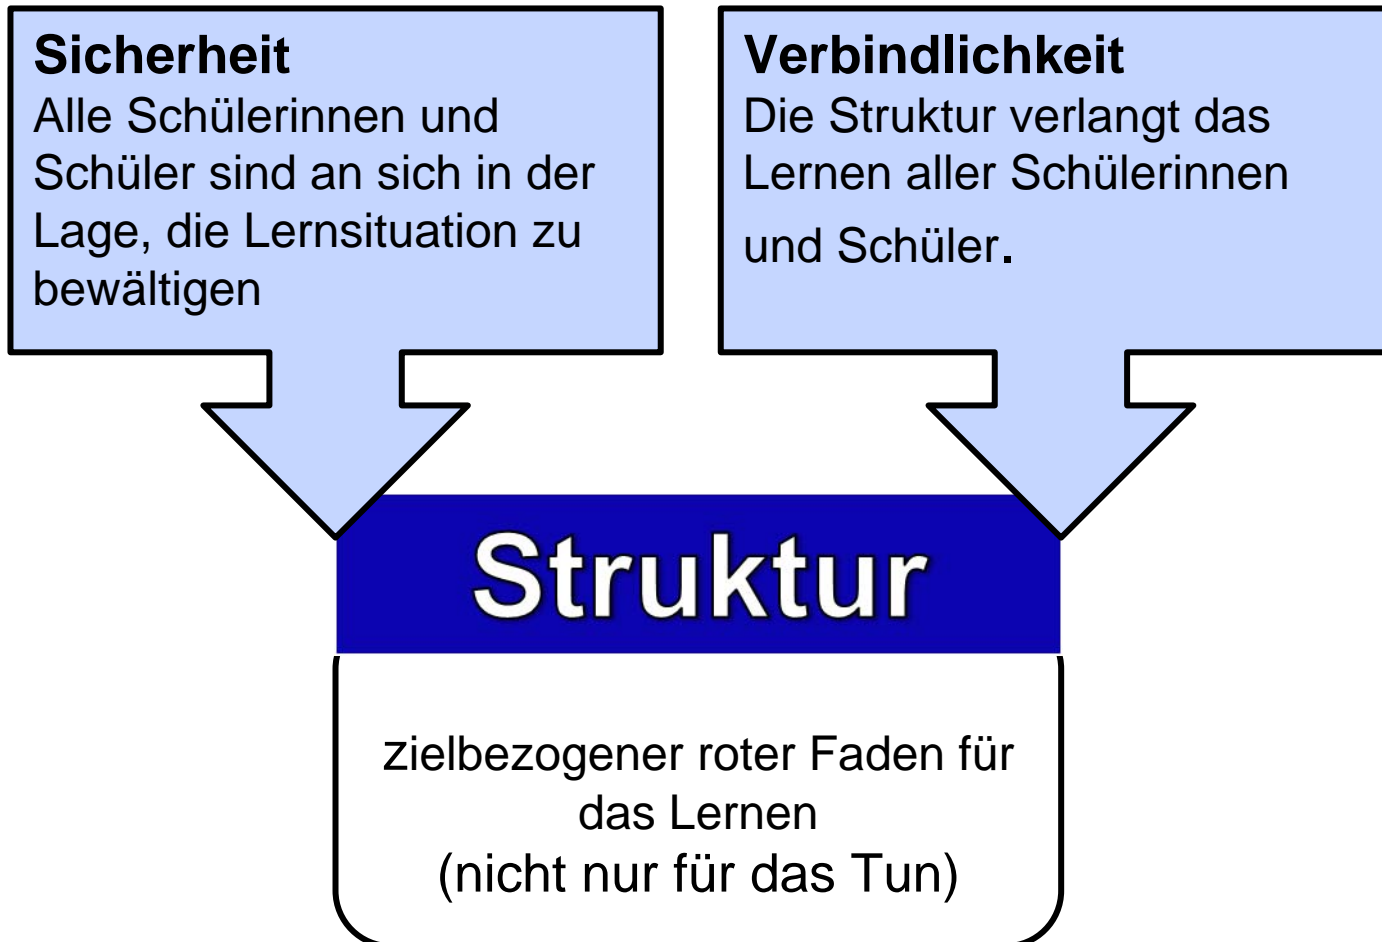 Sicherheit
Alle Schülerinnen und
Schüler sind an sich in der
Lage, die Lernsituation zu
bewältigen
Verbindlichkeit
Die Struktur verlangt das
Lernen aller Schülerinnen
und Schüler.
Struktur
zielbezogener roter Faden für
das Lernen
(nicht nur für das Tun)